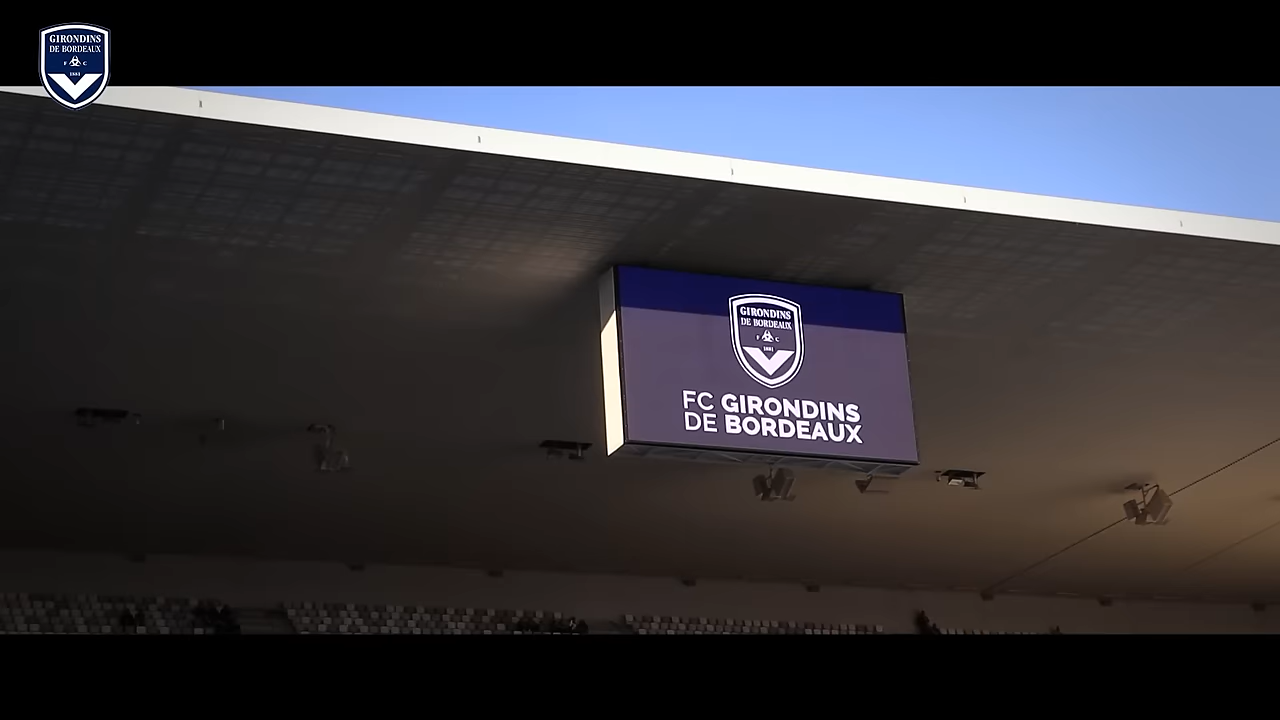 GIRONDINS
DE BORDEAUX
F C
1881
GIRONDINS
DE BORDEAUX
F C
1881
FC GIRONDINS
DE BORDEAUX